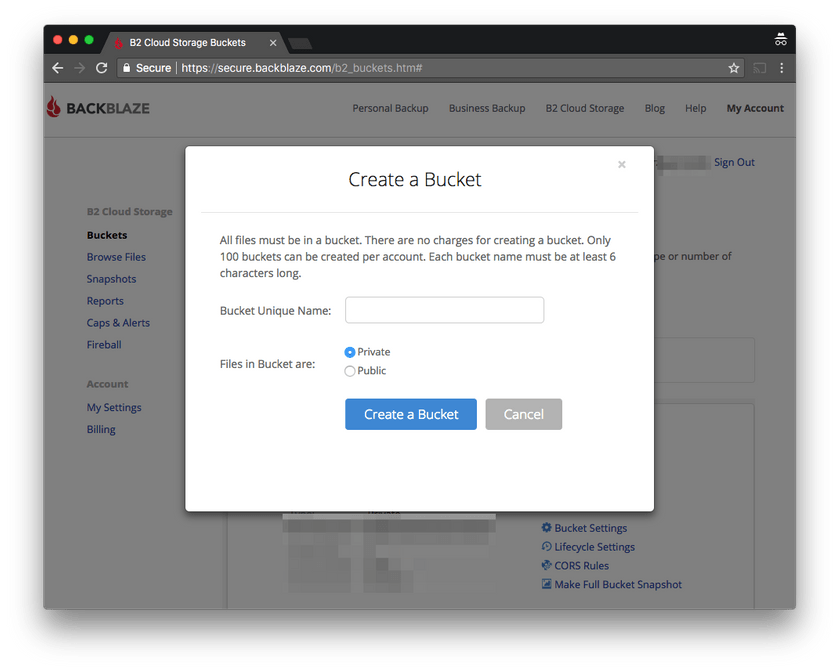 B2 Cloud Storage Buckets
Secure https://secure.backblaze.com/b2_buckets.htm#
BACKBLAZE
Personal Backup Business Backup B2 Cloud Storage Blog Help My Account
Sign Out
B2 Cloud Storage
Buckets
Browse Files
Snapshots
Reports
Caps & Alerts
Fireball
Account
My Settings
Billing
Create a Bucket
All files must be in a bucket. There are no charges for creating a bucket. Only
100 buckets can be created per account. Each bucket name must be at least 6
characters long.
Bucket Unique Name:
Files in Bucket are:
Private
Public
Create a Bucket Cancel
or number of
Bucket Settings
Lifecycle Settings
CORS Rules
Make Full Bucket Snapshot